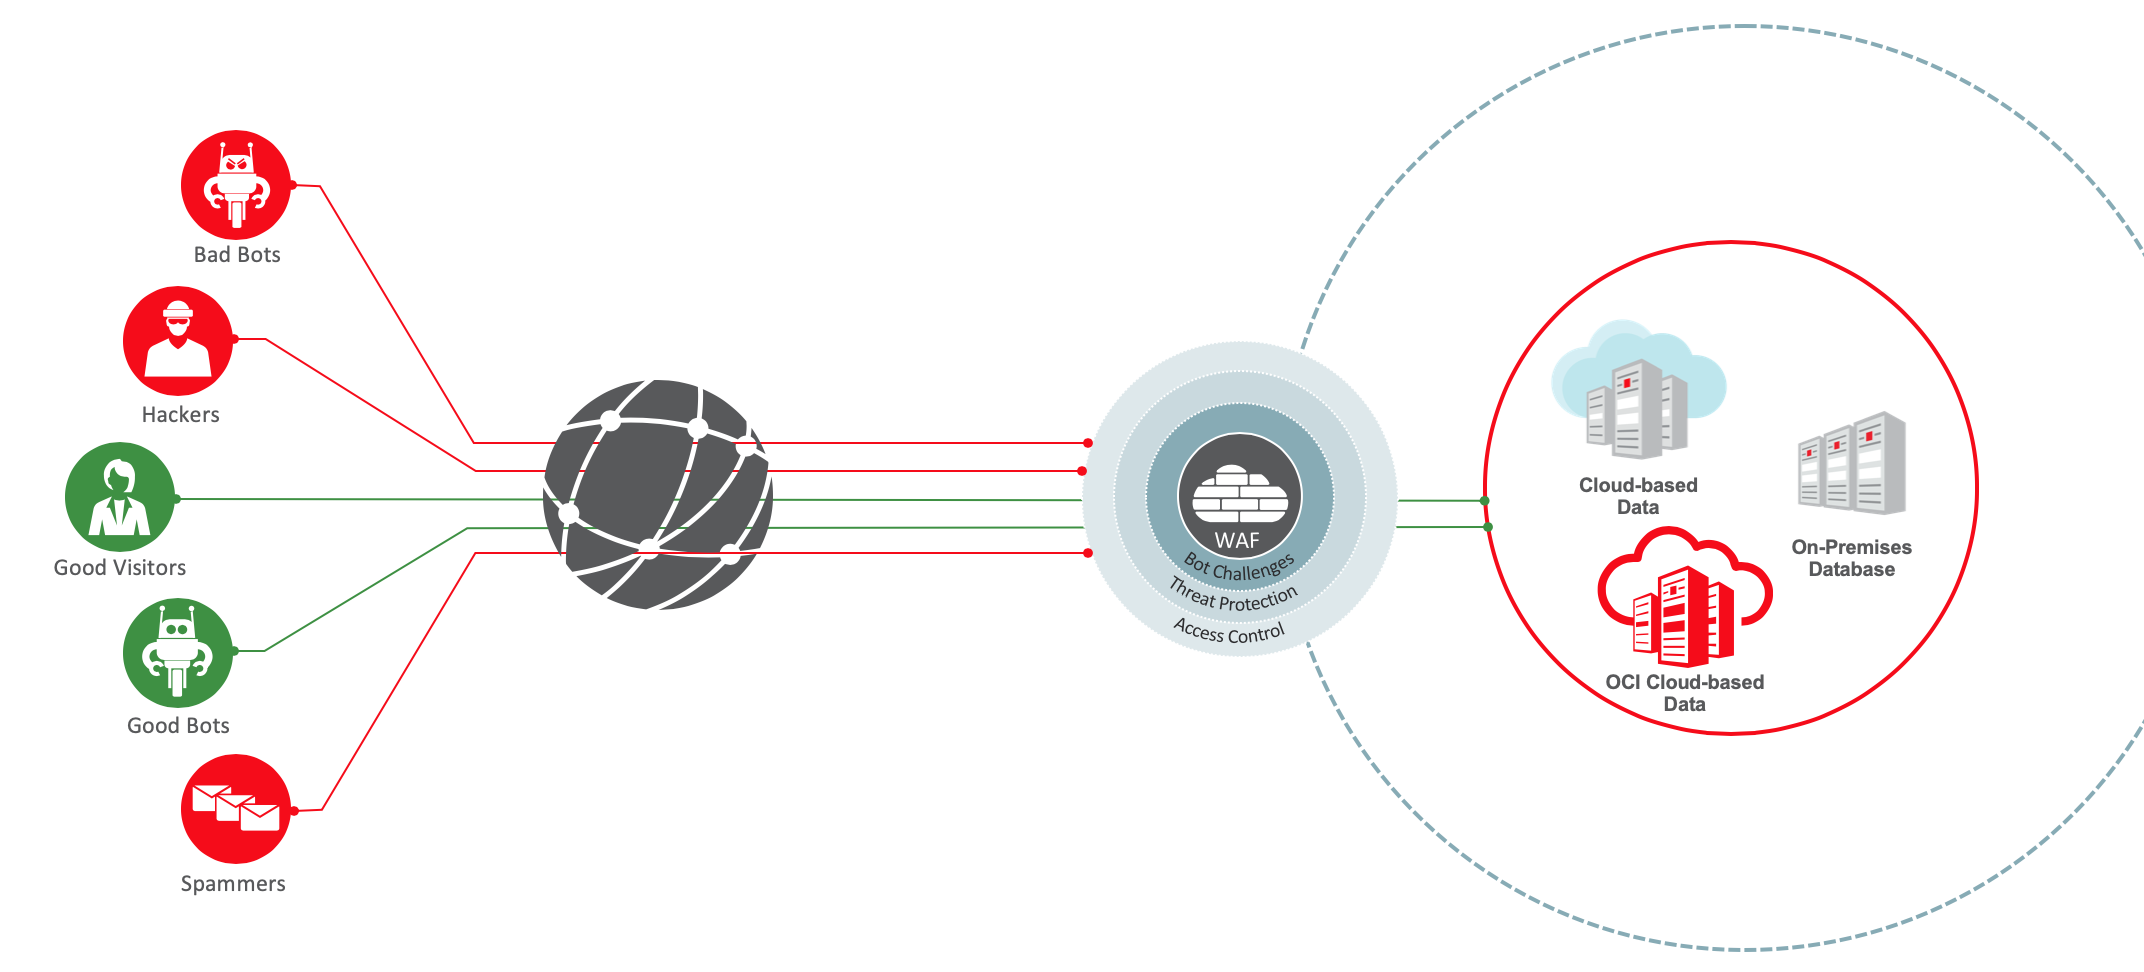 Bad Bots
Hackers
Good Visitors
Good Bots
Spammers
WAF
Bot Challenges
Threat Protection
Access Control
Cloud-based
Data
On-Premises
Database
OCI Cloud-based
Data